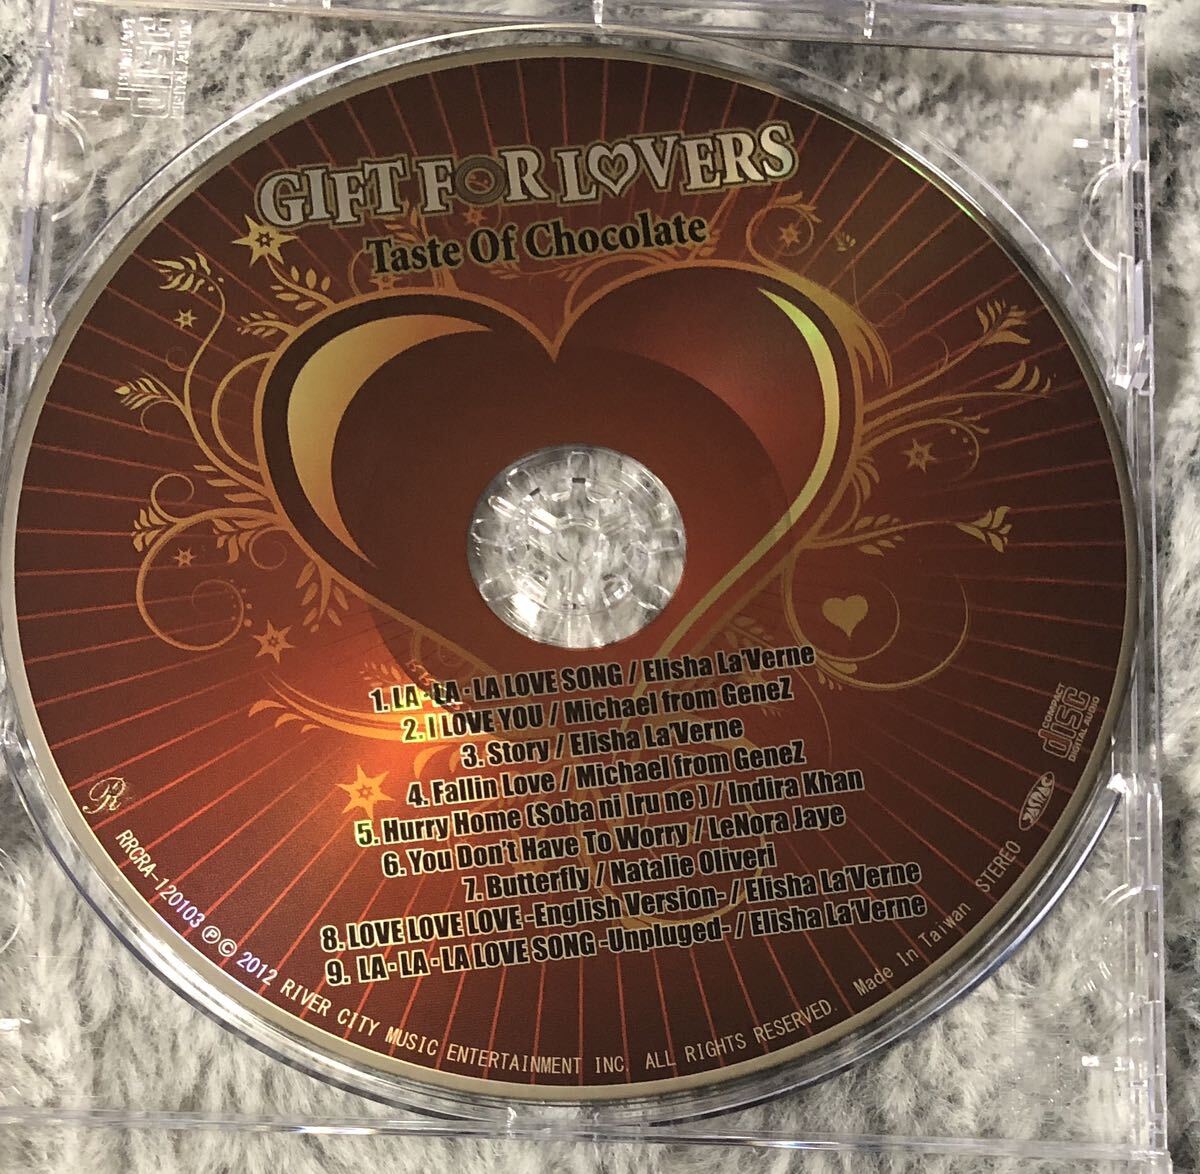 GIFT FOR LOVERS
Taste Of Chocolate
1. LA・LA・LA LOVE SONG / Elisha La'Verne
2. I LOVE YOU / Michael from GeneZ
3. Story / Elisha La'Verne
4. Fallin Love / Michael from GeneZ
5. Hurry Home (Soba ni Iru ne) / Indira Khan
6. You Don't Have To Worry / LeNora Jaye
7. Butterfly / Natalie Oliveri
8. LOVE LOVE LOVE -English Version- / Elisha La'Verne
9. LA・LA・LA LOVE SONG -Unpluged- / Elisha La'Verne
COMPACT
disc
DIGITAL AUDIO
JASRAC
RRCRA-120103 ℗© 2012 RIVER CITY MUSIC ENTERTAINMENT INC. ALL RIGHTS RESERVED. Made In Taiwan STEREO